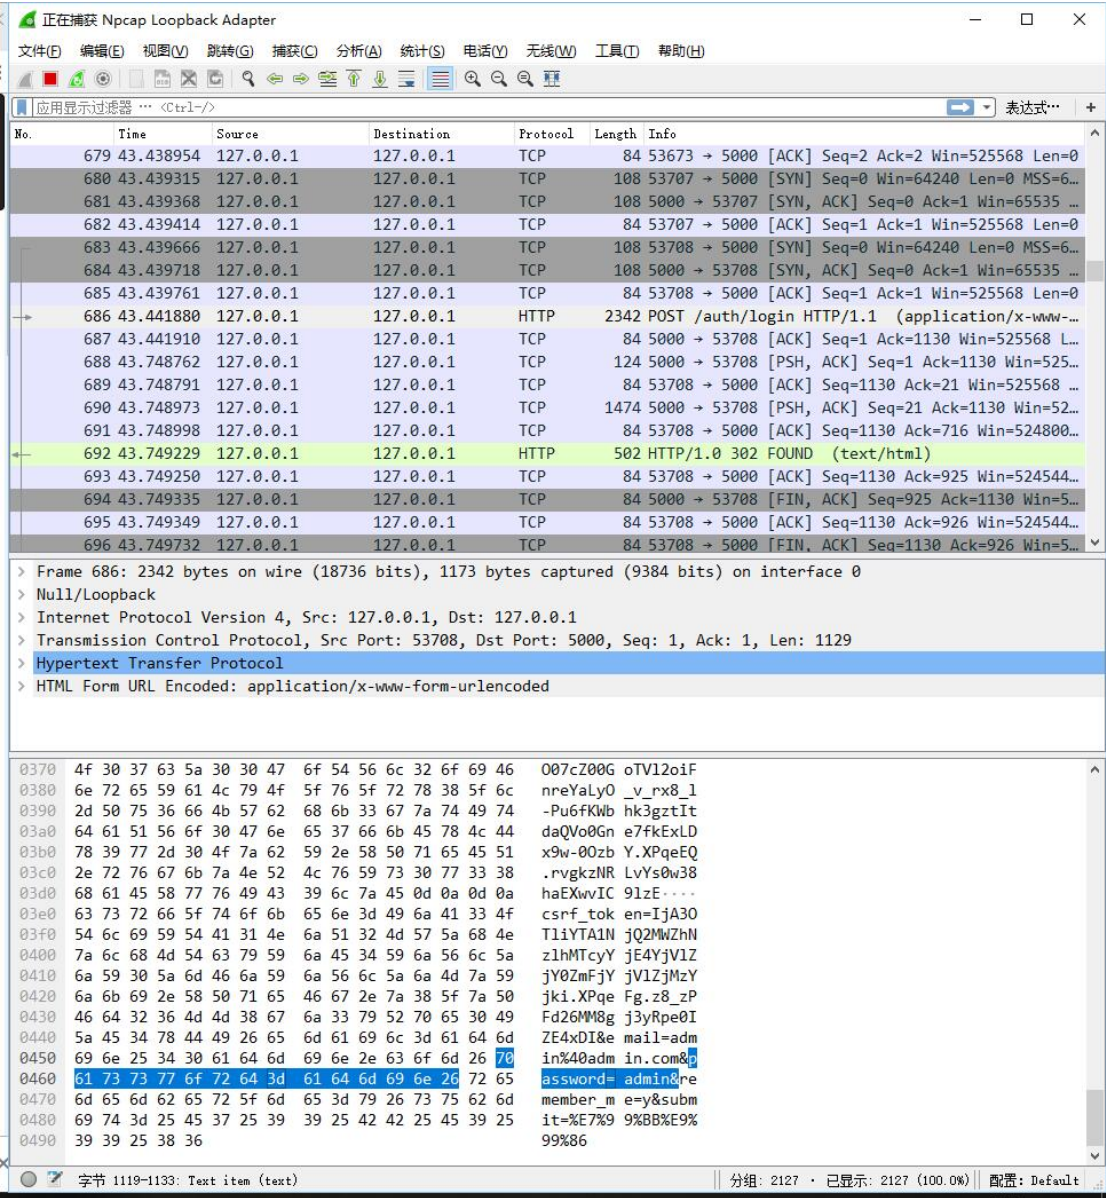 正在捕获 Npcap Loopback Adapter
文件(F) 编辑(E) 视图(V) 跳转(G) 捕获(C) 分析(A) 统计(S) 电话(Y) 无线(W) 工具(T) 帮助(H)
应用显示过滤器 … <Ctrl-/> 表达式… +
No. Time Source Destination Protocol Length Info
679 43.438954 127.0.0.1 127.0.0.1 TCP 84 53673 → 5000 [ACK] Seq=2 Ack=2 Win=525568 Len=0
680 43.439315 127.0.0.1 127.0.0.1 TCP 108 53707 → 5000 [SYN] Seq=0 Win=64240 Len=0 MSS=6…
681 43.439368 127.0.0.1 127.0.0.1 TCP 108 5000 → 53707 [SYN, ACK] Seq=0 Ack=1 Win=65535 …
682 43.439414 127.0.0.1 127.0.0.1 TCP 84 53707 → 5000 [ACK] Seq=1 Ack=1 Win=525568 Len=0
683 43.439666 127.0.0.1 127.0.0.1 TCP 108 53708 → 5000 [SYN] Seq=0 Win=64240 Len=0 MSS=6…
684 43.439718 127.0.0.1 127.0.0.1 TCP 108 5000 → 53708 [SYN, ACK] Seq=0 Ack=1 Win=65535 …
685 43.439761 127.0.0.1 127.0.0.1 TCP 84 53708 → 5000 [ACK] Seq=1 Ack=1 Win=525568 Len=0
686 43.441880 127.0.0.1 127.0.0.1 HTTP 2342 POST /auth/login HTTP/1.1 (application/x-www-…
687 43.441910 127.0.0.1 127.0.0.1 TCP 84 5000 → 53708 [ACK] Seq=1 Ack=1130 Win=525568 L…
688 43.748762 127.0.0.1 127.0.0.1 TCP 124 5000 → 53708 [PSH, ACK] Seq=1 Ack=1130 Win=525…
689 43.748791 127.0.0.1 127.0.0.1 TCP 84 53708 → 5000 [ACK] Seq=1130 Ack=21 Win=525568 …
690 43.748973 127.0.0.1 127.0.0.1 TCP 1474 5000 → 53708 [PSH, ACK] Seq=21 Ack=1130 Win=52…
691 43.748998 127.0.0.1 127.0.0.1 TCP 84 53708 → 5000 [ACK] Seq=1130 Ack=716 Win=524800…
692 43.749229 127.0.0.1 127.0.0.1 HTTP 502 HTTP/1.0 302 FOUND (text/html)
693 43.749250 127.0.0.1 127.0.0.1 TCP 84 53708 → 5000 [ACK] Seq=1130 Ack=925 Win=524544…
694 43.749335 127.0.0.1 127.0.0.1 TCP 84 5000 → 53708 [FIN, ACK] Seq=925 Ack=1130 Win=5…
695 43.749349 127.0.0.1 127.0.0.1 TCP 84 53708 → 5000 [ACK] Seq=1130 Ack=926 Win=524544…
696 43.749732 127.0.0.1 127.0.0.1 TCP 84 53708 → 5000 [FIN, ACK] Seq=1130 Ack=926 Win=5…
Frame 686: 2342 bytes on wire (18736 bits), 1173 bytes captured (9384 bits) on interface 0
Null/Loopback
Internet Protocol Version 4, Src: 127.0.0.1, Dst: 127.0.0.1
Transmission Control Protocol, Src Port: 53708, Dst Port: 5000, Seq: 1, Ack: 1, Len: 1129
Hypertext Transfer Protocol
HTML Form URL Encoded: application/x-www-form-urlencoded
0370 4f 30 37 63 5a 30 30 47 6f 54 56 6c 32 6f 69 46 O07cZ00G oTVl2oiF
0380 6e 72 65 59 61 4c 79 4f 5f 76 5f 72 78 38 5f 6c nreYaLyO _v_rx8_l
0390 2d 50 75 36 66 4b 57 62 68 6b 33 67 7a 74 49 74 -Pu6fKWb hk3gztIt
03a0 64 61 51 56 6f 30 47 6e 65 37 66 6b 45 78 4c 44 daQVo0Gn e7fkExLD
03b0 78 39 77 2d 30 4f 7a 62 59 2e 58 50 71 65 45 51 x9w-0Ozb Y.XPqeEQ
03c0 2e 72 76 67 6b 7a 4e 52 4c 76 59 73 30 77 33 38 .rvgkzNR LvYs0w38
03d0 68 61 45 58 77 76 49 43 39 6c 7a 45 0d 0a 0d 0a haEXwvIC 9lzE····
03e0 63 73 72 66 5f 74 6f 6b 65 6e 3d 49 6a 41 33 4f csrf_tok en=IjA3O
03f0 54 6c 69 59 54 41 31 4e 6a 51 32 4d 57 5a 68 4e TliYTA1N jQ2MWZhN
0400 7a 6c 68 4d 54 63 79 59 6a 45 34 59 6a 56 6c 5a zlhMTcyY jE4YjVlZ
0410 6a 59 30 5a 6d 46 6a 59 6a 56 6c 5a 6a 4d 7a 59 jY0ZmFjY jVlZjMzY
0420 6a 6b 69 2e 58 50 71 65 46 67 2e 7a 38 5f 7a 50 jki.XPqe Fg.z8_zP
0430 46 64 32 36 4d 4d 38 67 6a 33 79 52 70 65 30 49 Fd26MM8g j3yRpe0I
0440 5a 45 34 78 44 49 26 65 6d 61 69 6c 3d 61 64 6d ZE4xDI&e mail=adm
0450 69 6e 25 34 30 61 64 6d 69 6e 2e 63 6f 6d 26 70 in%40adm in.com&p
0460 61 73 73 77 6f 72 64 3d 61 64 6d 69 6e 26 72 65 assword= admin&re
0470 6d 65 6d 62 65 72 5f 6d 65 3d 79 26 73 75 62 6d member_m e=y&subm
0480 69 74 3d 25 45 37 25 39 39 25 42 42 25 45 39 25 it=%E7%9 9%BB%E9%
0490 39 39 25 38 36 99%86
字节 1119-1133: Text item (text) 分组: 2127 · 已显示: 2127 (100.0%) 配置: Default